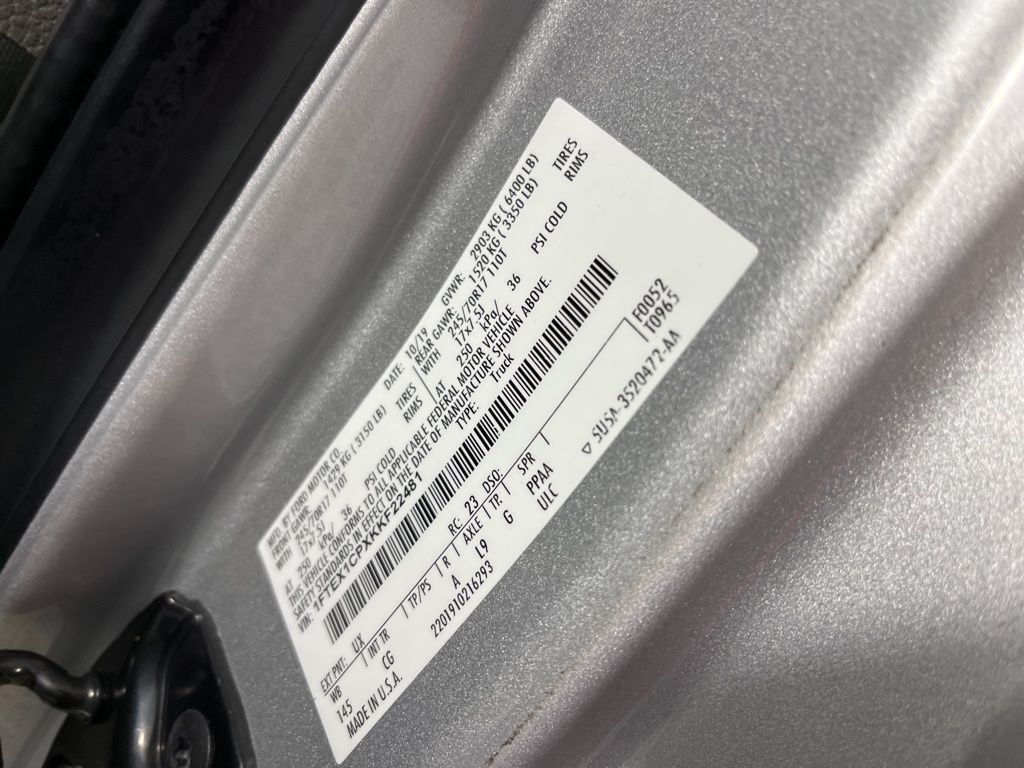 MFG. BY FORD MOTOR CO. DATE: 10/19 GVWR: 2903 KG ( 6400 LB)
FRONT GAWR: 1429 KG ( 3150 LB) REAR GAWR: 1520 KG ( 3350 LB)
WITH 245/70R17 110T TIRES WITH 245/70R17 110T TIRES
17x7.5J RIMS 17x7.5J RIMS
AT 250 kPa/ 36 PSI COLD AT 250 kPa/ 36 PSI COLD
THIS VEHICLE CONFORMS TO ALL APPLICABLE FEDERAL MOTOR VEHICLE
SAFETY STANDARDS IN EFFECT ON THE DATE OF MANUFACTURE SHOWN ABOVE.
VIN: 1FTEX1CPXKKF22481 TYPE: Truck
EXT PNT: UX RC: 23 DSO: F0052
WB INT TR TP/PS R AXLE TR SPR T0965
145 CG A L9 G PPAA
2201910216293 ULC
MADE IN U.S.A. ▽ 5U5A-3520472-AA